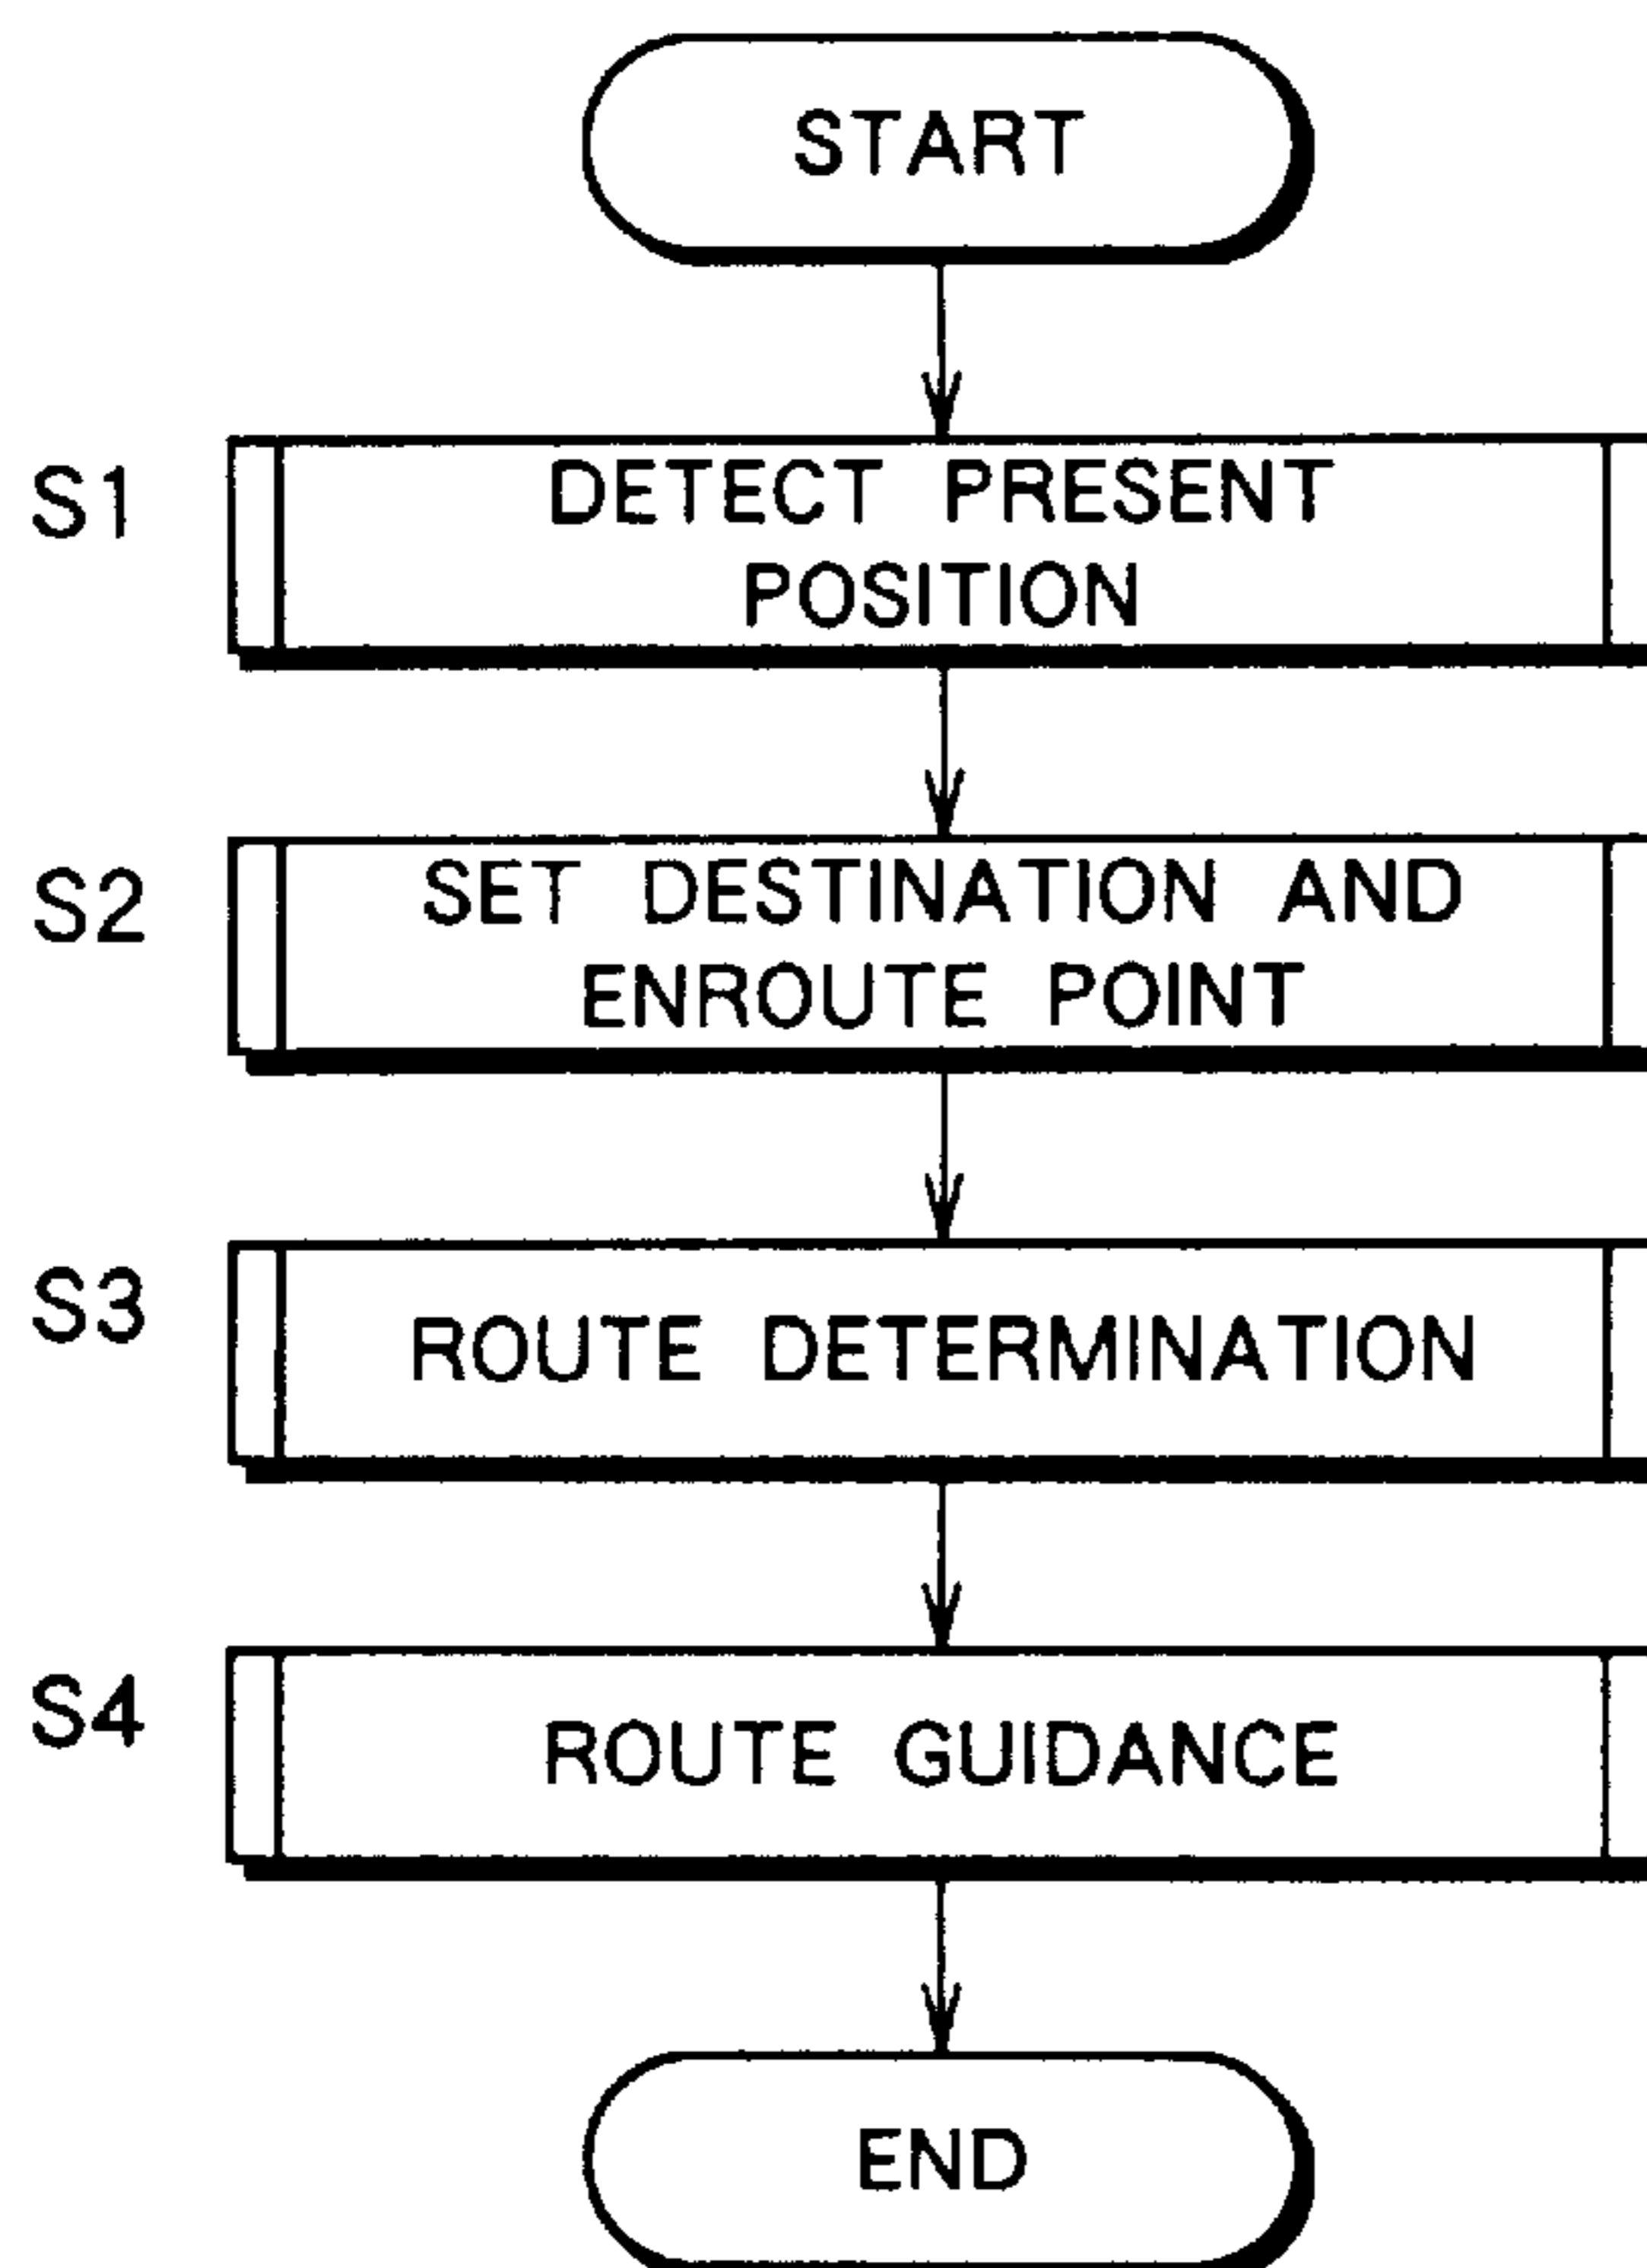 START
S1
DETECT PRESENT
POSITION
S2
SET DESTINATION AND
ENROUTE POINT
S3
ROUTE DETERMINATION
S4
ROUTE GUIDANCE
END